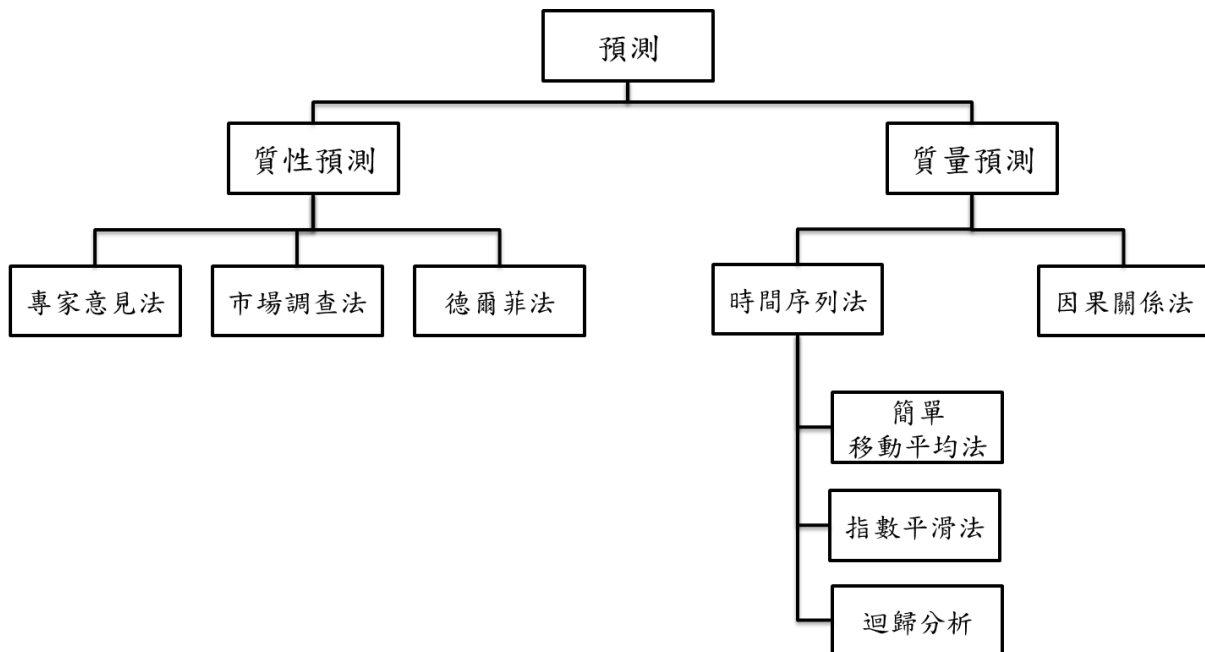 預測
質性預測
質量預測
專家意見法
市場調查法
德爾菲法
時間序列法
因果關係法
簡單
移動平均法
指數平滑法
迴歸分析